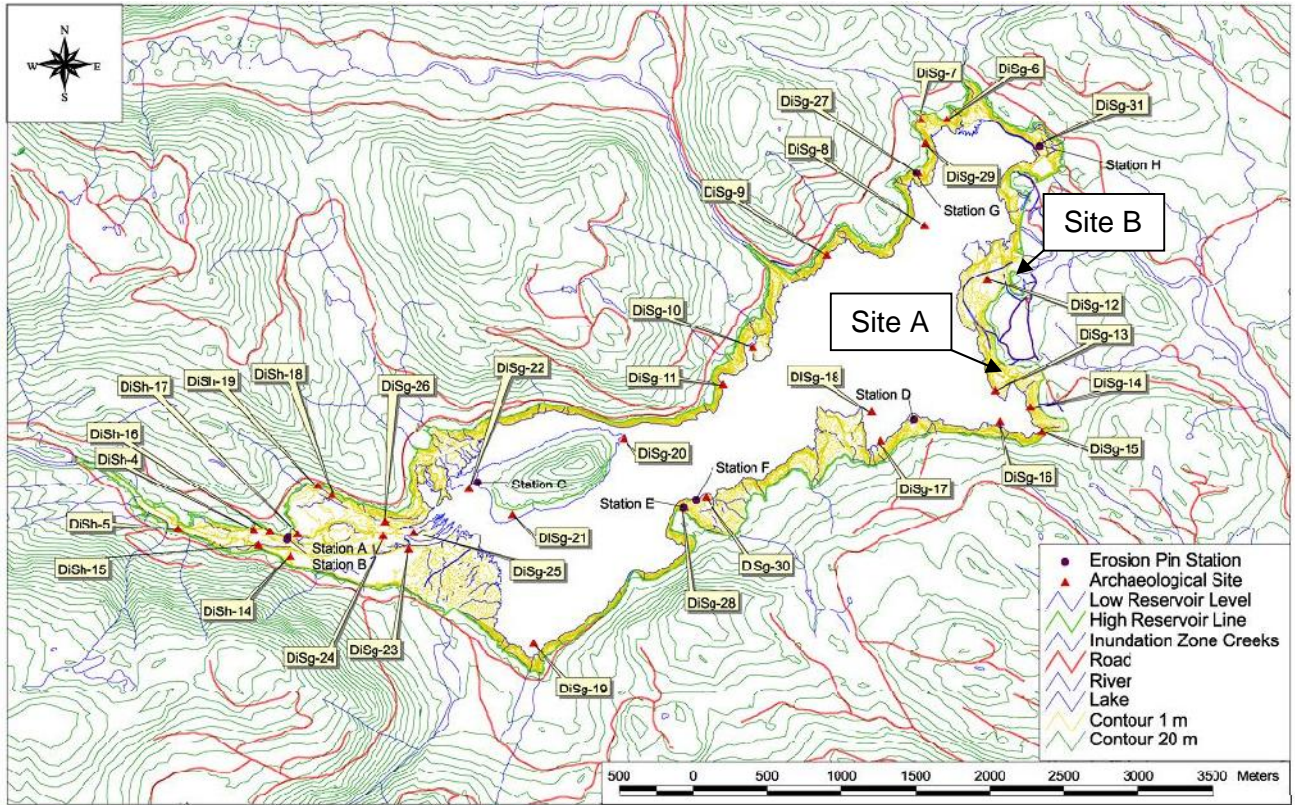 N
W E
S
DiSg-7
DiSg-6
DiSg-27
DiSg-31
DiSg-8
Station H
DiSg-9
DiSg-29
Station G
Site B
DiSg-10
DiSg-12
Site A
DiSg-13
DiSg-22
DiSh-18
DiSh-19
DiSh-17
DiSg-26
DiSg-11
DISg-18
Station D
DiSg-14
DiSh-16
DiSh-4
DiSg-20
DiSg-15
Station C
Station F
DiSg-16
DiSg-17
Station E
DiSh-5
DiSg-21
Station A
Station B
DiSg-25
DiSg-30
DiSh-15
DiSh-14
DiSg-28
DiSg-24
DiSg-23
DiSg-19
Erosion Pin Station
Archaeological Site
Low Reservoir Level
High Reservoir Line
Inundation Zone Creeks
Road
River
Lake
Contour 1 m
Contour 20 m
500 0 500 1000 1500 2000 2500 3000 3500 Meters